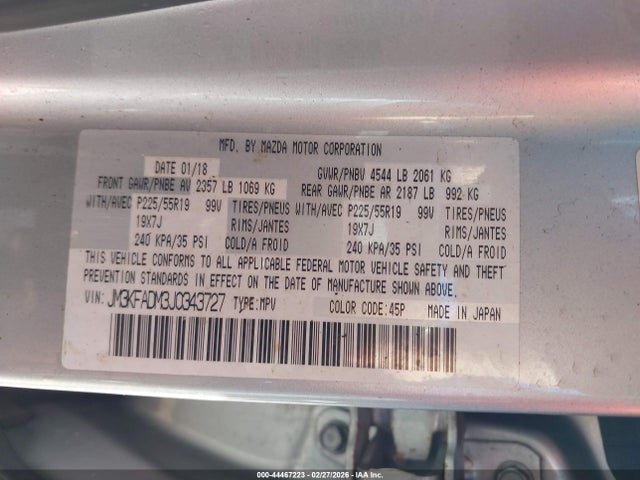 MFD. BY MAZDA MOTOR CORPORATION
DATE 01/18 GVWR/PNBV 4544 LB 2061 KG
FRONT GAWR/PNBE AV 2357 LB 1069 KG REAR GAWR/PNBE AR 2187 LB 992 KG
WITH/AVEC P225/55R19 99V TIRES/PNEUS WITH/AVEC P225/55R19 99V TIRES/PNEUS
19X7J RIMS/JANTES 19X7J RIMS/JANTES
240 KPA/35 PSI COLD/A FROID 240 KPA/35 PSI COLD/A FROID
THIS VEHICLE CONFORMS TO ALL APPLICABLE FEDERAL MOTOR VEHICLE SAFETY AND THEFT
PREVENTION STANDARDS IN EFFECT ON THE DATE OF MANUFACTURE SHOWN ABOVE.
VIN: JM3KFADM3J0343727 TYPE: MPV COLOR CODE: 45P MADE IN JAPAN
000-44467223 - 02/27/2026 - IAA Inc.